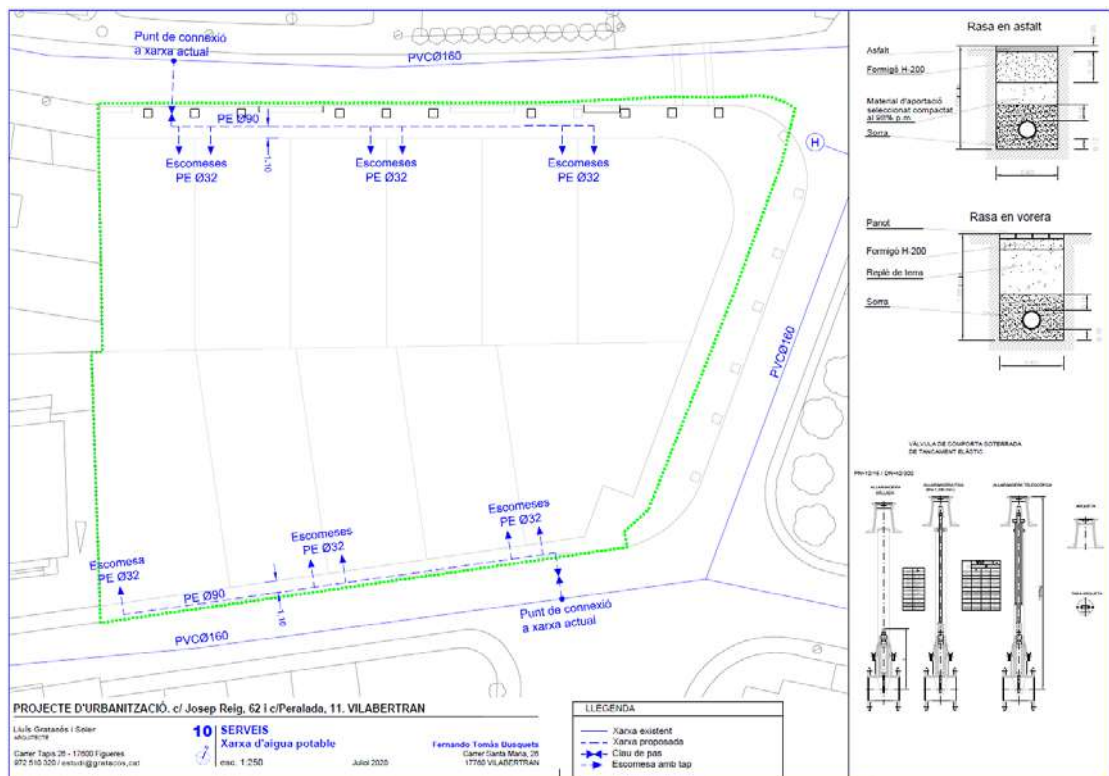 Punt de connexió
a xarxa actual
PVCØ160
PE Ø90
1,10
Escomeses
PE Ø32
Escomeses
PE Ø32
Escomeses
PE Ø32
H
PVCØ160
Escomeses
PE Ø32
Escomeses
PE Ø32
Escomesa
PE Ø32
PE Ø90
1,10
Punt de connexió
a xarxa actual
PVCØ160
Rasa en asfalt
Asfalt
Formigó H-200
Material d'aportació
seleccionat compactat
al 98% p.m.
Sorra
Rasa en vorera
Panot
Formigó H-200
Replè de terra
Sorra
VÀLVULA DE COMPORTA SOTERRADA
DE TANCAMENT ELÀSTIC
PROJECTE D'URBANITZACIÓ. c/ Josep Reig, 62 i c/Peralada, 11. VILABERTRAN
Lluís Gratacós i Soler
ARQUITECTE
Carrer Tapis 26 - 17600 Figueres
972 510 320 / estudi@gratacos.cat
10 SERVEIS
Xarxa d'aigua potable
esc. 1:250
Juliol 2020
Fernando Tomàs Busquets
Carrer Santa Maria, 26
17760 VILABERTRAN
LLEGENDA
Xarxa existent
Xarxa proposada
Clau de pas
Escomesa amb tap